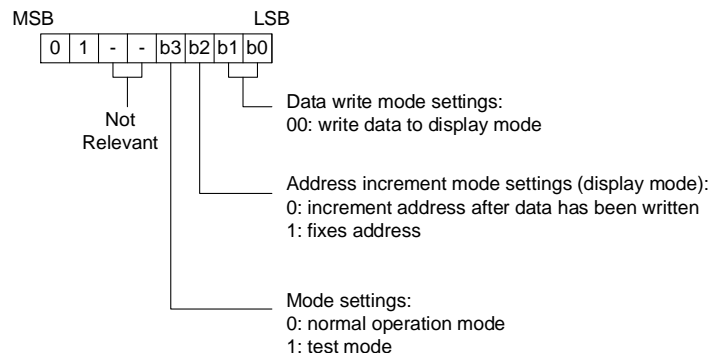 MSB LSB
0 1 - - b3 b2 b1 b0
Data write mode settings:
00: write data to display mode
Not
Relevant
Address increment mode settings (display mode):
0: increment address after data has been written
1: fixes address
Mode settings:
0: normal operation mode
1: test mode